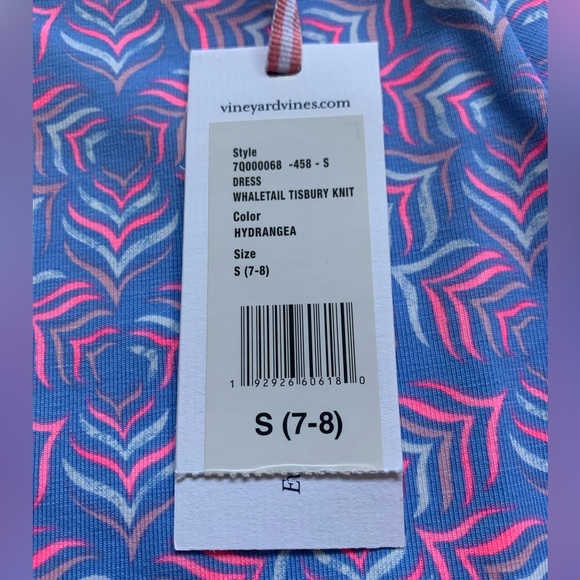 vineyardvines.com
Style
7Q000068 -458 - S
DRESS
WHALETAIL TISBURY KNIT
Color
HYDRANGEA
Size
S (7-8)
1 92926 60618 0
S (7-8)